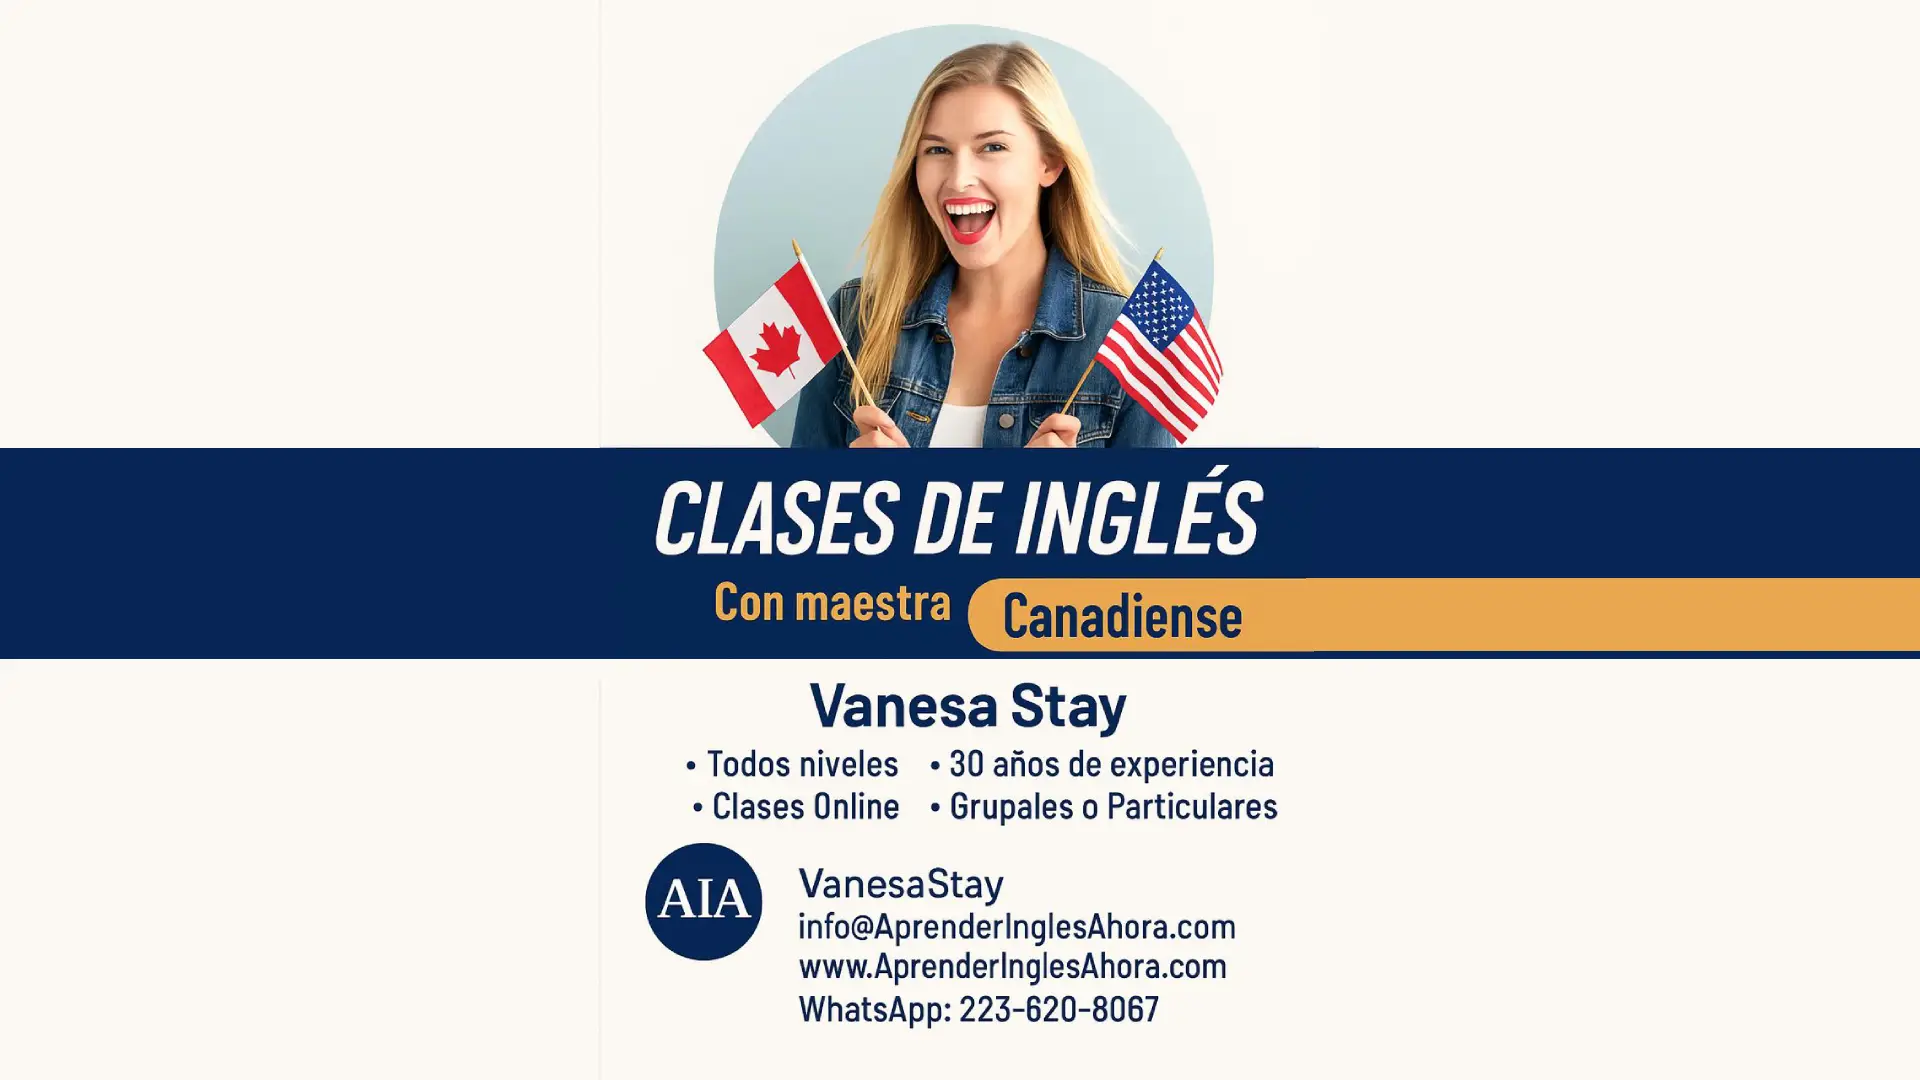 CLASES DE INGLÉS
Con maestra Canadiense
Vanesa Stay
• Todos niveles • 30 años de experiencia
• Clases Online • Grupales o Particulares
AIA
VanesaStay
info@AprenderInglesAhora.com
www.AprenderInglesAhora.com
WhatsApp: 223-620-8067